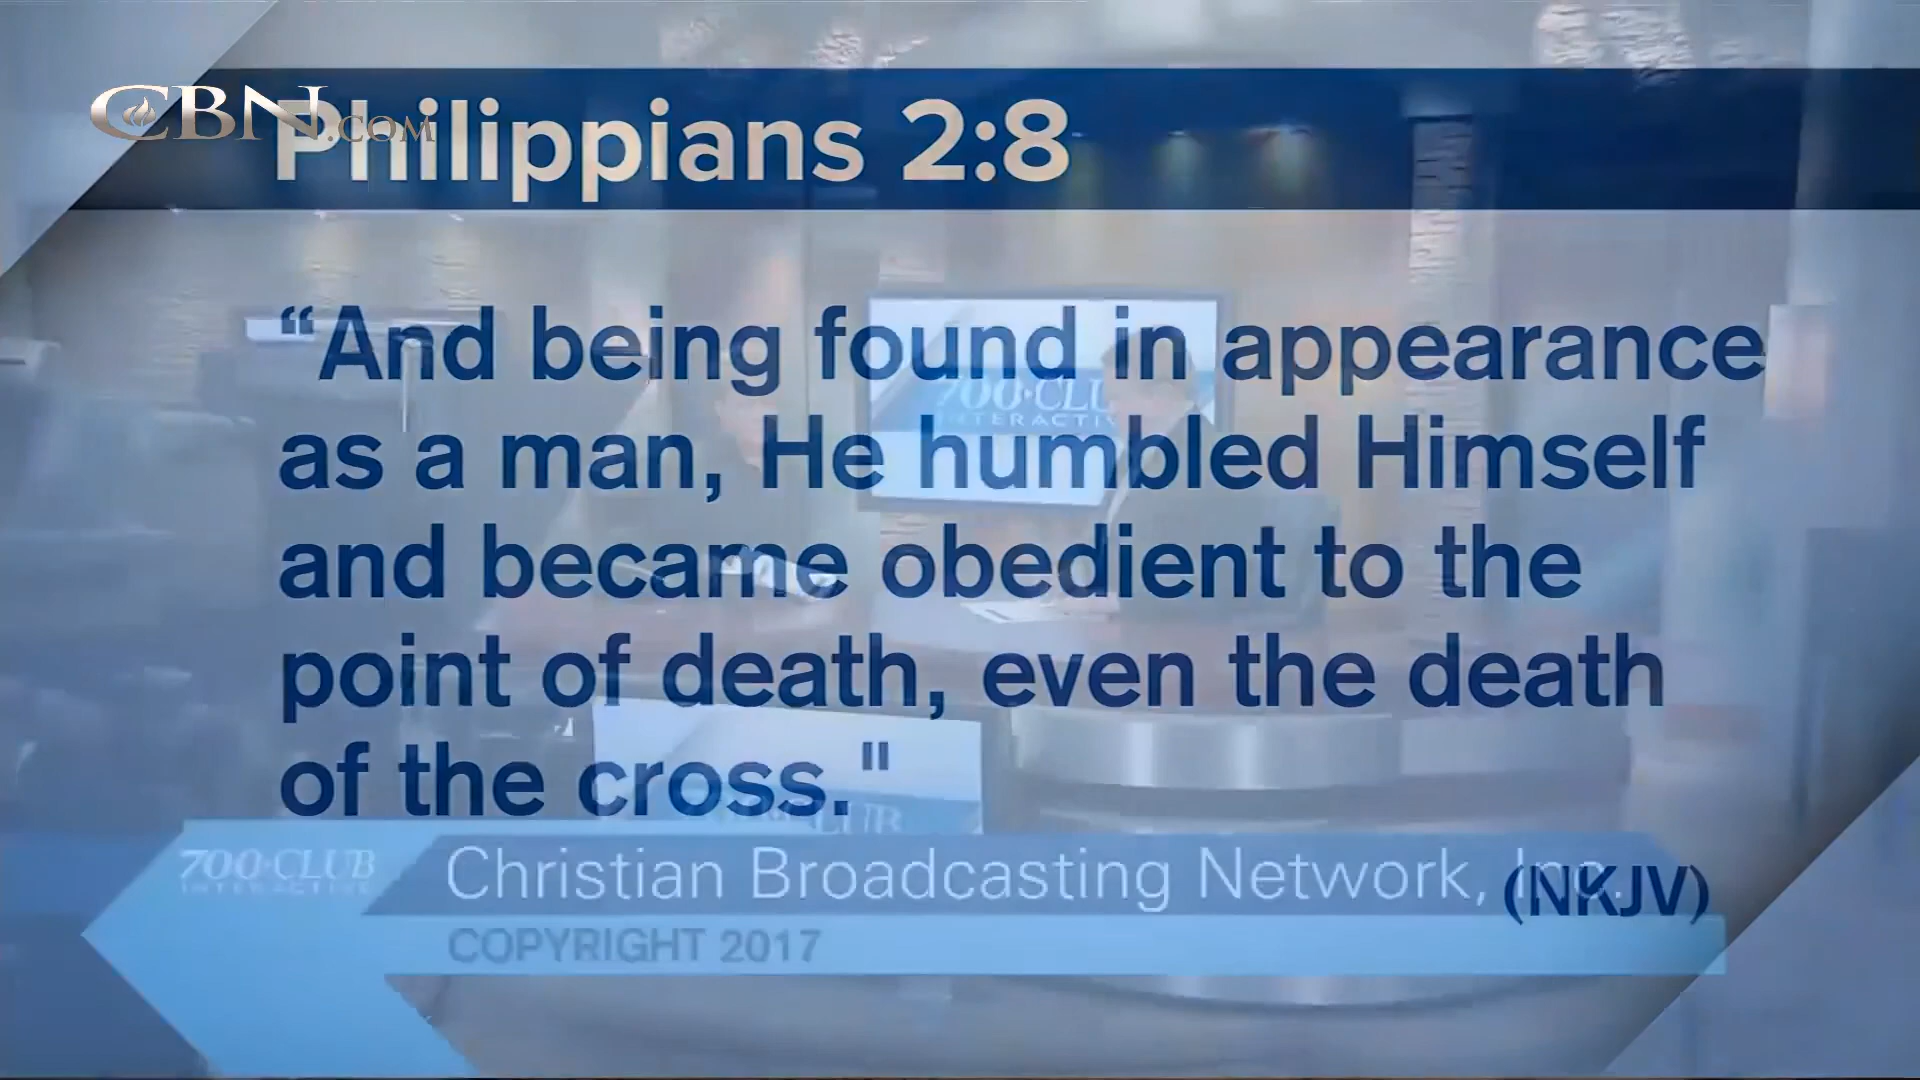 CBN.COM
Philippians 2:8
“And being found in appearance
as a man, He humbled Himself
and became obedient to the
point of death, even the death
of the cross."
(NKJV)
700·CLUB
INTERACTIVE
Christian Broadcasting Network, Inc.
COPYRIGHT 2017
700·CLU